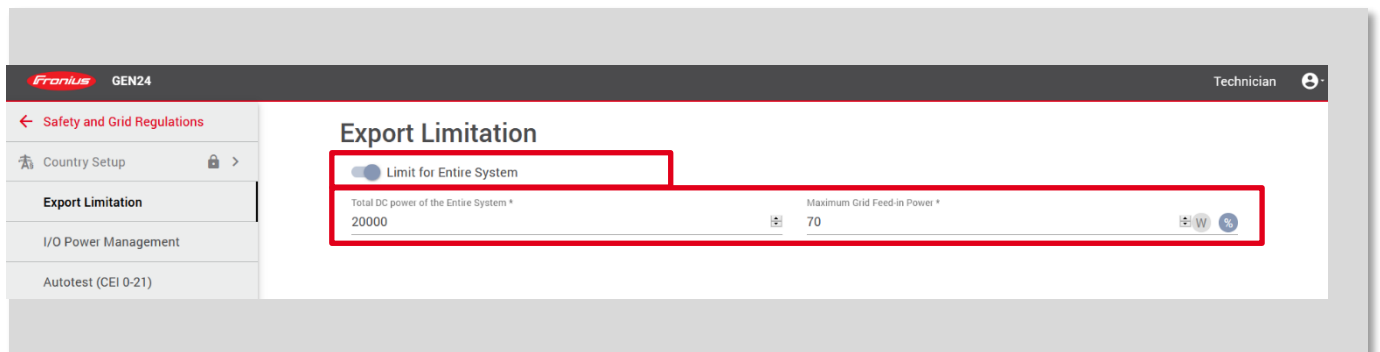 Fronius GEN24 Technician
Safety and Grid Regulations
Country Setup
Export Limitation
I/O Power Management
Autotest (CEI 0-21)
Export Limitation
Limit for Entire System
Total DC power of the Entire System * Maximum Grid Feed-in Power *
20000 70 W %